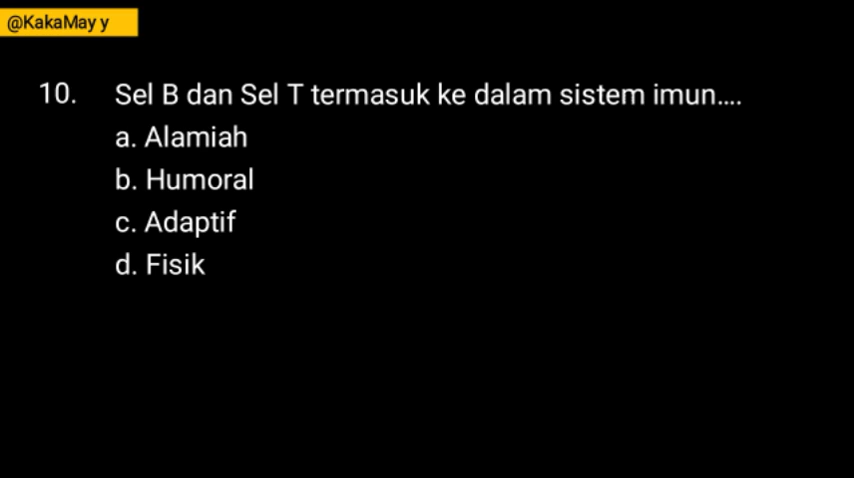 @KakaMay y
10. Sel B dan Sel T termasuk ke dalam sistem imun....
a. Alamiah
b. Humoral
c. Adaptif
d. Fisik